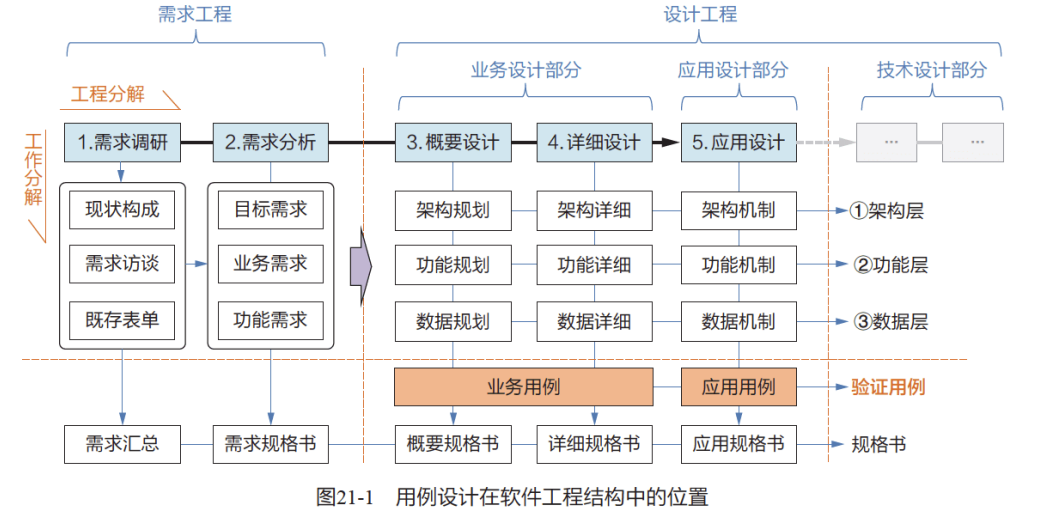 需求工程
设计工程
业务设计部分
应用设计部分
技术设计部分
工程分解
工作分解
1.需求调研
2.需求分析
3.概要设计
4.详细设计
5.应用设计
…
…
现状构成
目标需求
架构规划
架构详细
架构机制
①架构层
需求访谈
业务需求
功能规划
功能详细
功能机制
②功能层
既存表单
功能需求
数据规划
数据详细
数据机制
③数据层
业务用例
应用用例
验证用例
需求汇总
需求规格书
概要规格书
详细规格书
应用规格书
规格书
图21-1 用例设计在软件工程结构中的位置